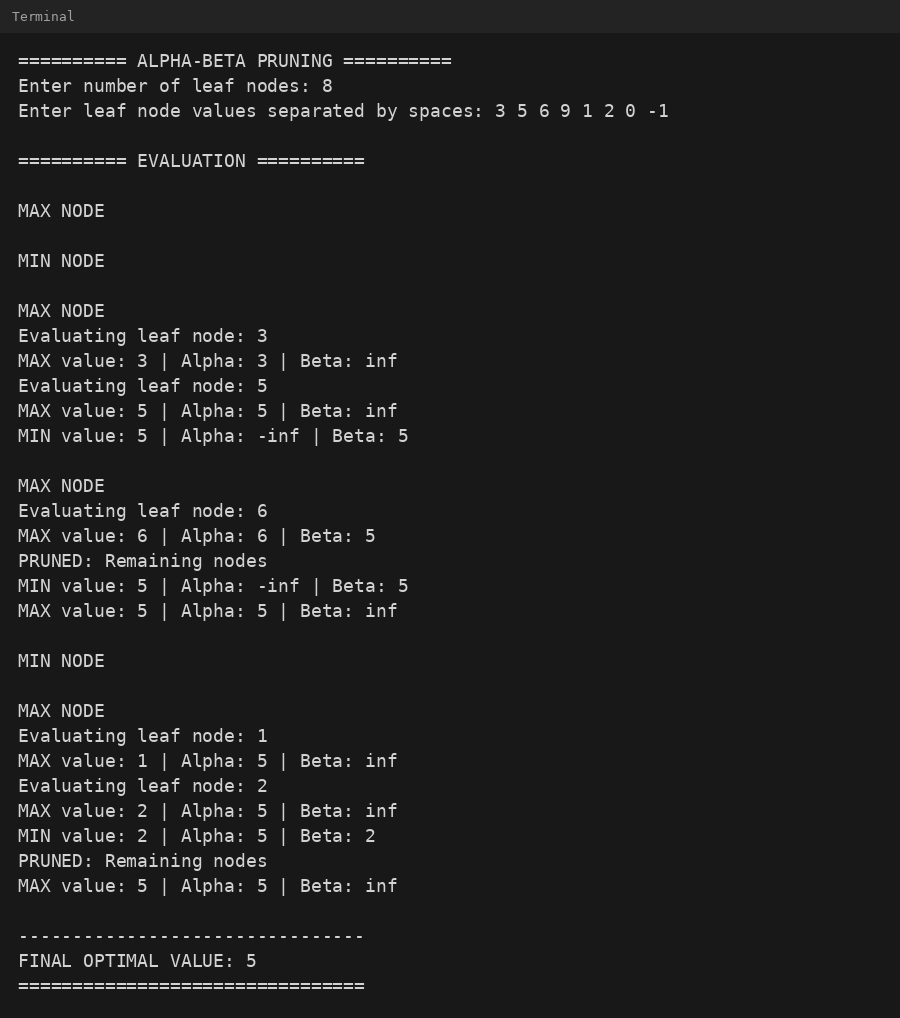 Terminal
========== ALPHA-BETA PRUNING ==========
Enter number of leaf nodes: 8
Enter leaf node values separated by spaces: 3 5 6 9 1 2 0 -1
========== EVALUATION ==========
MAX NODE
MIN NODE
MAX NODE
Evaluating leaf node: 3
MAX value: 3 | Alpha: 3 | Beta: inf
Evaluating leaf node: 5
MAX value: 5 | Alpha: 5 | Beta: inf
MIN value: 5 | Alpha: -inf | Beta: 5
MAX NODE
Evaluating leaf node: 6
MAX value: 6 | Alpha: 6 | Beta: 5
PRUNED: Remaining nodes
MIN value: 5 | Alpha: -inf | Beta: 5
MAX value: 5 | Alpha: 5 | Beta: inf
MIN NODE
MAX NODE
Evaluating leaf node: 1
MAX value: 1 | Alpha: 5 | Beta: inf
Evaluating leaf node: 2
MAX value: 2 | Alpha: 5 | Beta: inf
MIN value: 2 | Alpha: 5 | Beta: 2
PRUNED: Remaining nodes
MAX value: 5 | Alpha: 5 | Beta: inf
--------------------------------
FINAL OPTIMAL VALUE: 5
================================